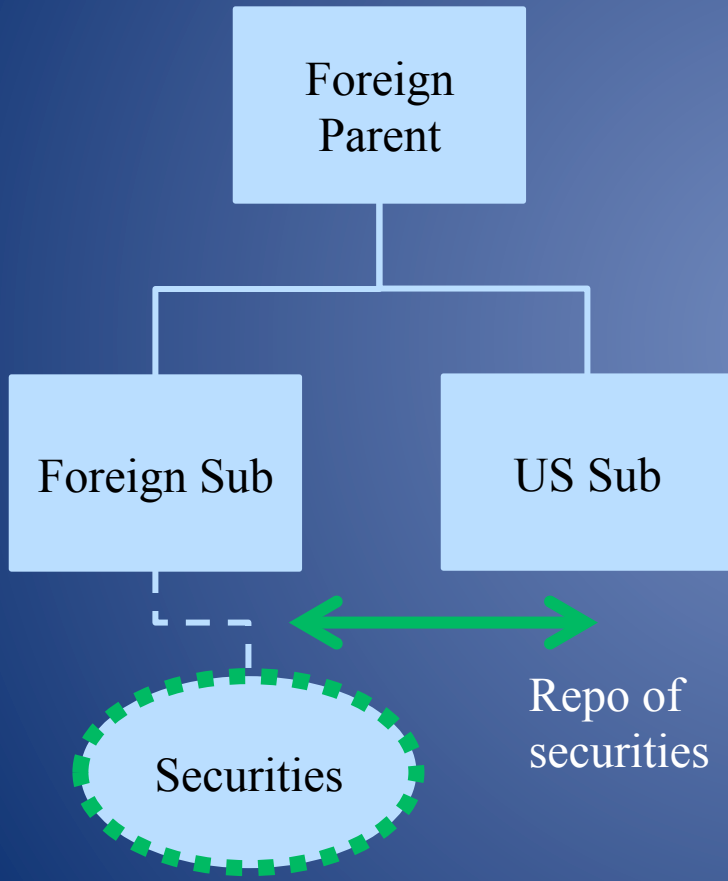 Foreign
Parent
Foreign Sub
US Sub
Repo of
securities
Securities